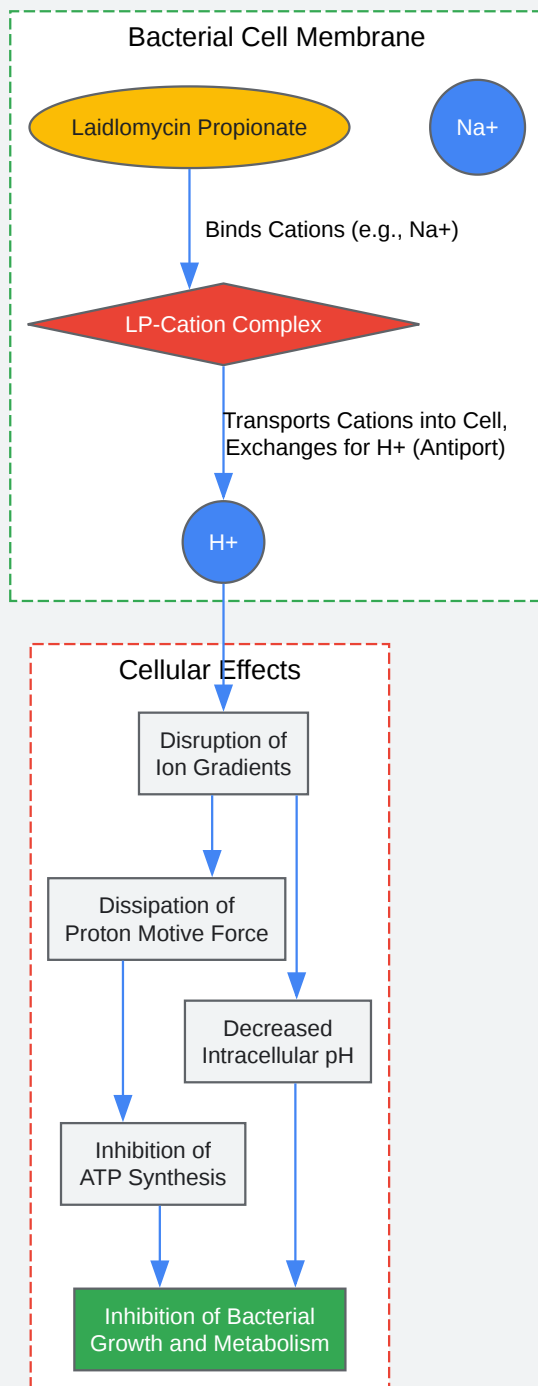 Bacterial Cell Membrane
Laidlomycin Propionate
Na+
Binds Cations (e.g., Na+)
LP-Cation Complex
Transports Cations into Cell,
Exchanges for H+ (Antiport)
H+
Cellular Effects
Disruption of
Ion Gradients
Dissipation of
Proton Motive Force
Decreased
Intracellular pH
Inhibition of
ATP Synthesis
Inhibition of Bacterial
Growth and Metabolism